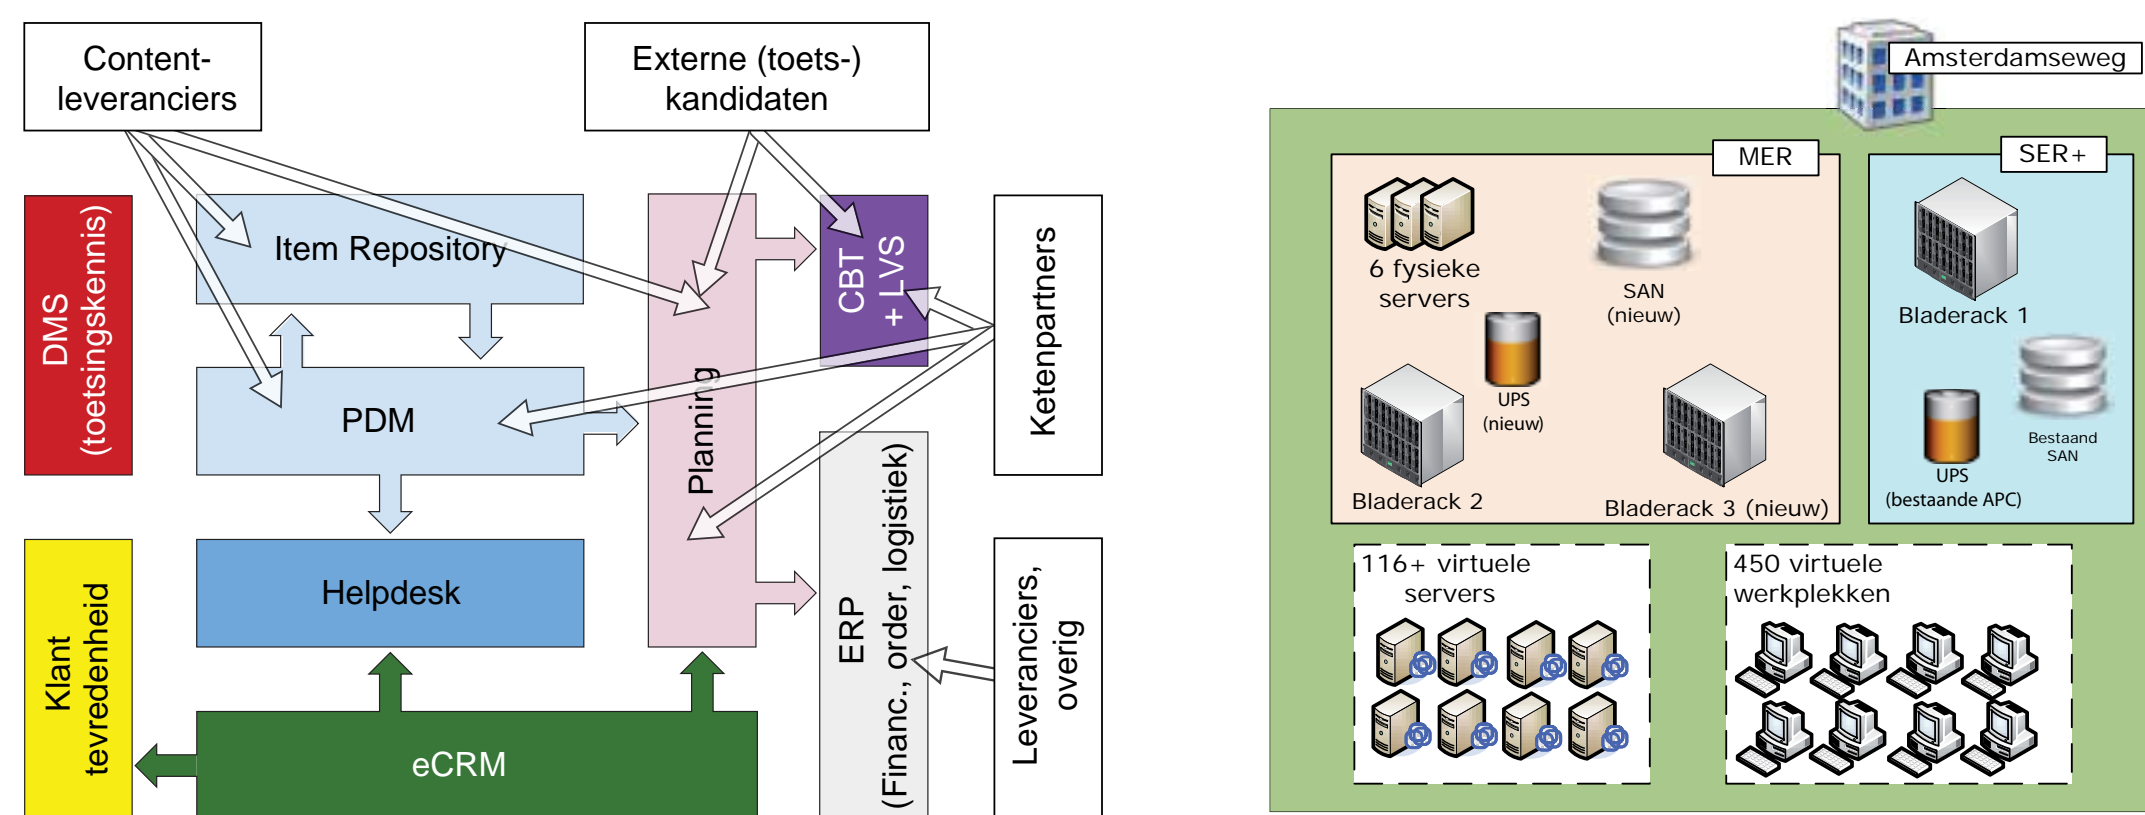 Content-
leveranciers
Externe (toets-)
kandidaten
DMS
(toetsingskennis)
Item Repository
PDM
Helpdesk
Planning
CBT
+ LVS
Ketenpartners
Klant
tevredenheid
eCRM
ERP
(Financ., order, logistiek)
Leveranciers,
overig
Amsterdamseweg
MER
SER+
6 fysieke
servers
SAN
(nieuw)
UPS
(nieuw)
Bladerack 2
Bladerack 3 (nieuw)
Bladerack 1
Bestaand
SAN
UPS
(bestaande APC)
116+ virtuele
servers
450 virtuele
werkplekken